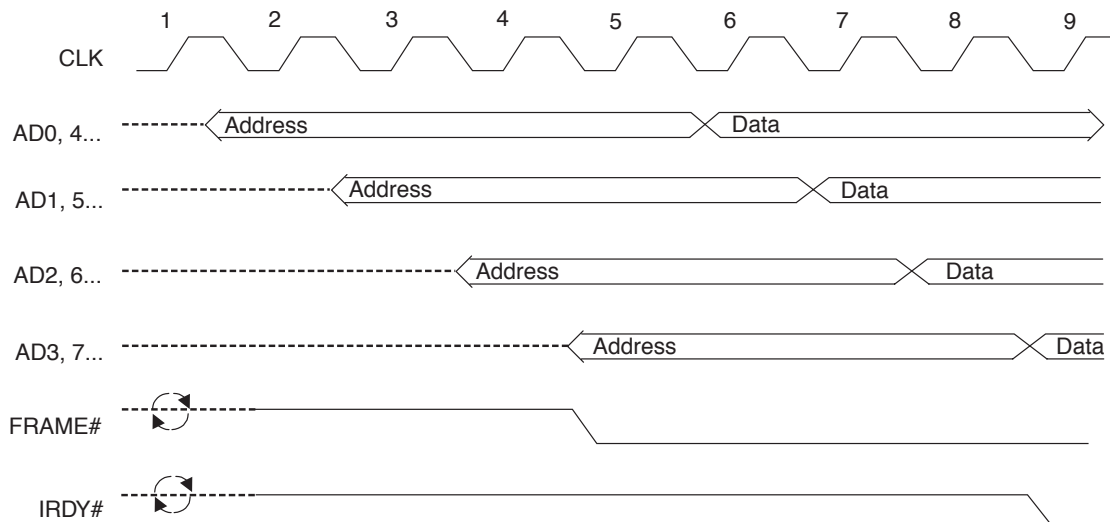 1 2 3 4 5 6 7 8 9
CLK
AD0, 4... Address Data
AD1, 5... Address Data
AD2, 6... Address Data
AD3, 7... Address Data
FRAME#
IRDY#